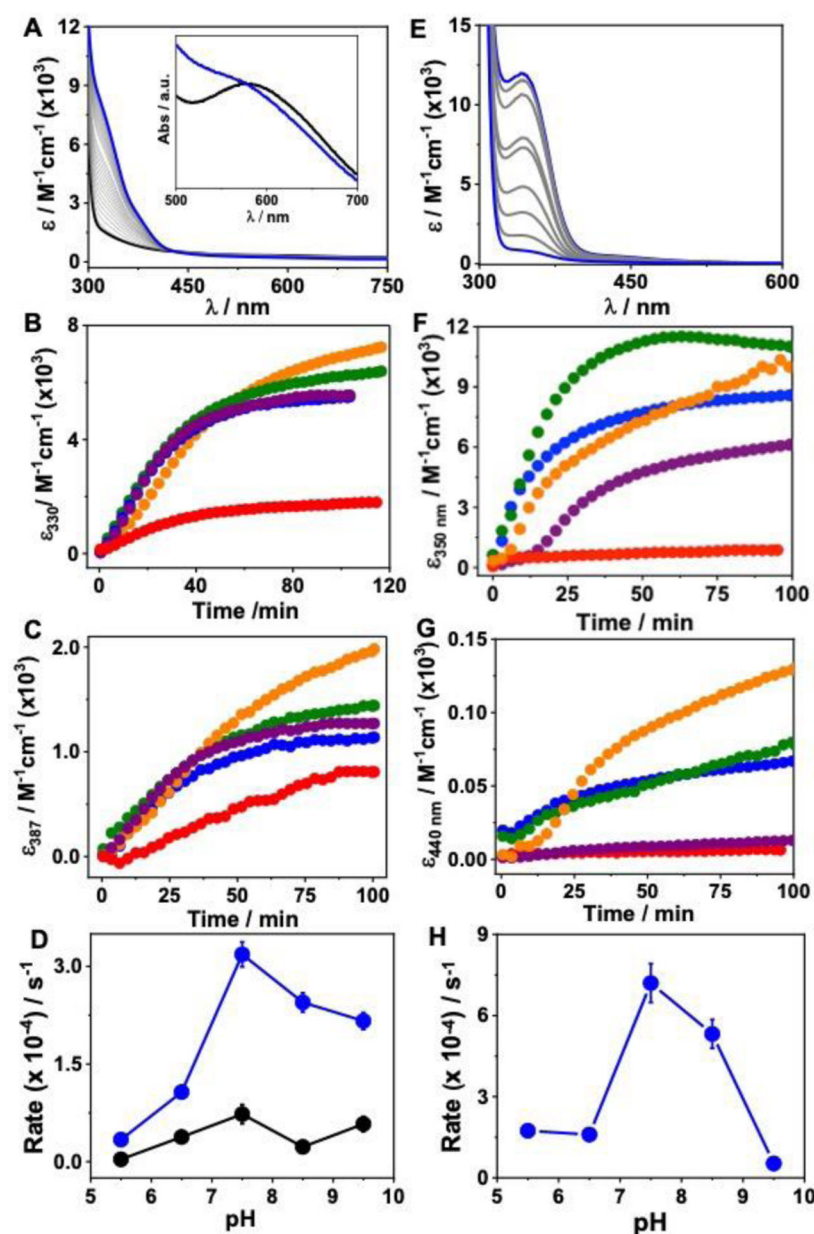 A
12
9
6
3
0
ε / M⁻¹cm⁻¹ (x10³)
Abs / a.u.
500 600 700
λ / nm
300 450 600 750
λ / nm
E
15
10
5
0
ε / M⁻¹cm⁻¹ (x10³)
300 450 600
λ / nm
B
8
4
0
ε₃₃₀/ M⁻¹cm⁻¹ (x10³)
0 40 80 120
Time /min
F
12
9
6
3
0
ε₃₅₀ ₙₘ / M⁻¹cm⁻¹ (x10³)
0 25 50 75 100
Time / min
C
2.0
1.0
0.0
ε₃₈₇ / M⁻¹cm⁻¹ (x10³)
0 25 50 75 100
Time / min
G
0.15
0.10
0.05
0.00
ε₄₄₀ ₙₘ / M⁻¹cm⁻¹ (x10³)
0 25 50 75 100
Time / min
D
3.0
1.5
0.0
Rate (x 10⁻⁴) / s⁻¹
5 6 7 8 9 10
pH
H
9
6
3
0
Rate (x 10⁻⁴) / s⁻¹
5 6 7 8 9 10
pH